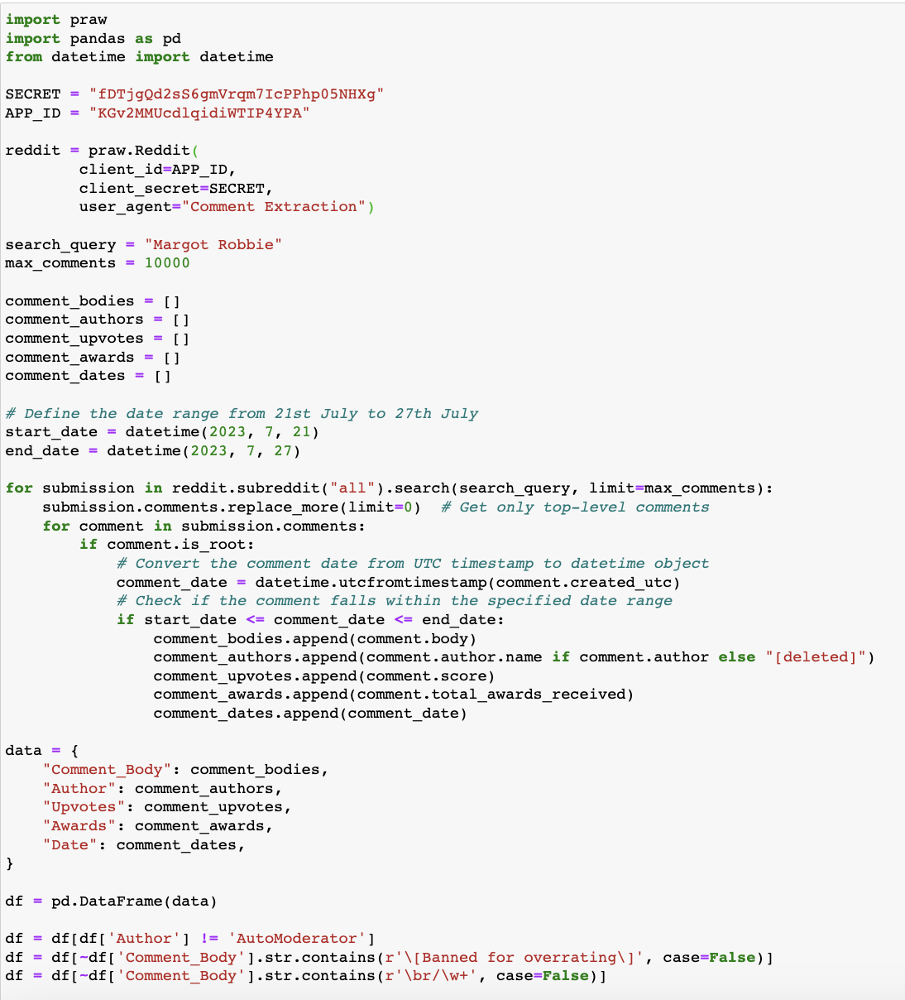 import praw
import pandas as pd
from datetime import datetime

SECRET = "fDTjgQd2sS6gmVrqm7IcPPhp05NHXg"
APP_ID = "KGv2MMUcdlqidiWTIP4YPA"

reddit = praw.Reddit(
        client_id=APP_ID,
        client_secret=SECRET,
        user_agent="Comment Extraction")

search_query = "Margot Robbie"
max_comments = 10000

comment_bodies = []
comment_authors = []
comment_upvotes = []
comment_awards = []
comment_dates = []

# Define the date range from 21st July to 27th July
start_date = datetime(2023, 7, 21)
end_date = datetime(2023, 7, 27)

for submission in reddit.subreddit("all").search(search_query, limit=max_comments):
    submission.comments.replace_more(limit=0)  # Get only top-level comments
    for comment in submission.comments:
        if comment.is_root:
            # Convert the comment date from UTC timestamp to datetime object
            comment_date = datetime.utcfromtimestamp(comment.created_utc)
            # Check if the comment falls within the specified date range
            if start_date <= comment_date <= end_date:
                comment_bodies.append(comment.body)
                comment_authors.append(comment.author.name if comment.author else "[deleted]")
                comment_upvotes.append(comment.score)
                comment_awards.append(comment.total_awards_received)
                comment_dates.append(comment_date)

data = {
    "Comment_Body": comment_bodies,
    "Author": comment_authors,
    "Upvotes": comment_upvotes,
    "Awards": comment_awards,
    "Date": comment_dates,
}

df = pd.DataFrame(data)

df = df[df['Author'] != 'AutoModerator']
df = df[~df['Comment_Body'].str.contains(r'\[Banned for overrating\]', case=False)]
df = df[~df['Comment_Body'].str.contains(r'\br/\w+', case=False)]